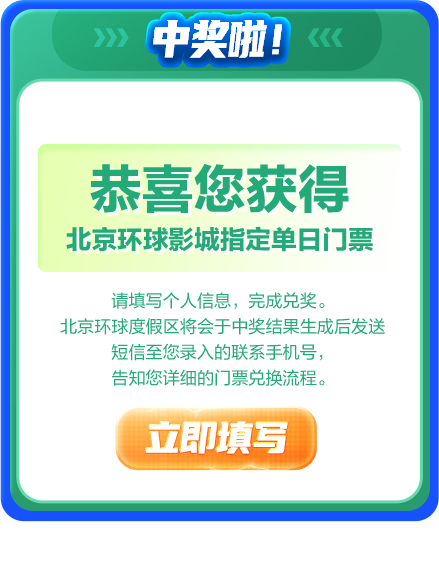 中奖啦!
恭喜您获得
北京环球影城指定单日门票
请填写个人信息，完成兑奖。
北京环球度假区将会于中奖结果生成后发送
短信至您录入的联系手机号，
告知您详细的门票兑换流程。
立即填写